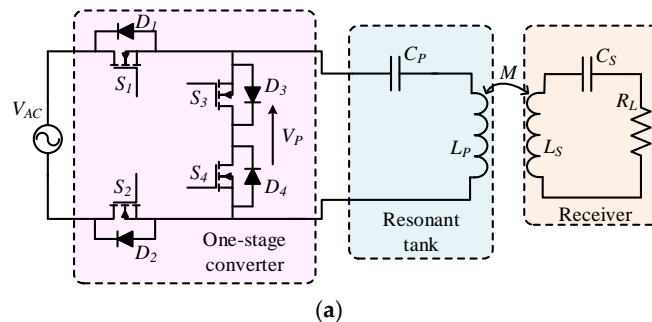 D1
CP
CS
S1
S3
D3
M
RL
VAC
VP
LP
LS
S2
S4
D4
D2
One-stage
converter
Resonant
tank
Receiver
(a)